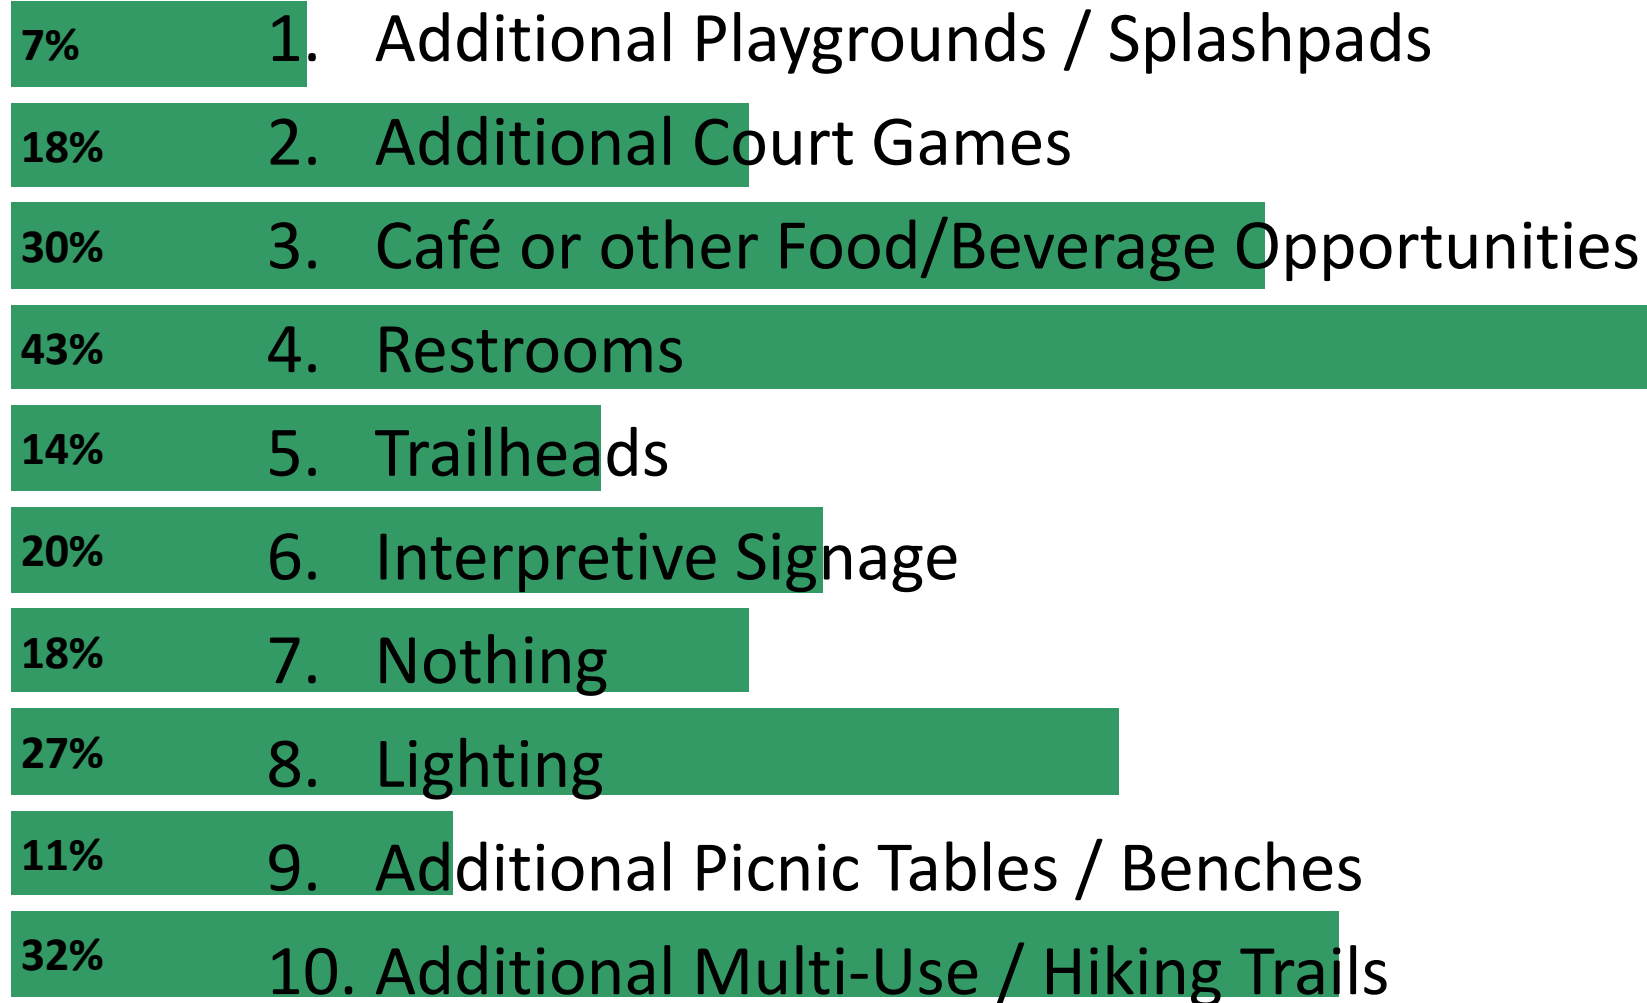 7% 1. Additional Playgrounds / Splashpads
18% 2. Additional Court Games
30% 3. Café or other Food/Beverage Opportunities
43% 4. Restrooms
14% 5. Trailheads
20% 6. Interpretive Signage
18% 7. Nothing
27% 8. Lighting
11% 9. Additional Picnic Tables / Benches
32% 10. Additional Multi-Use / Hiking Trails